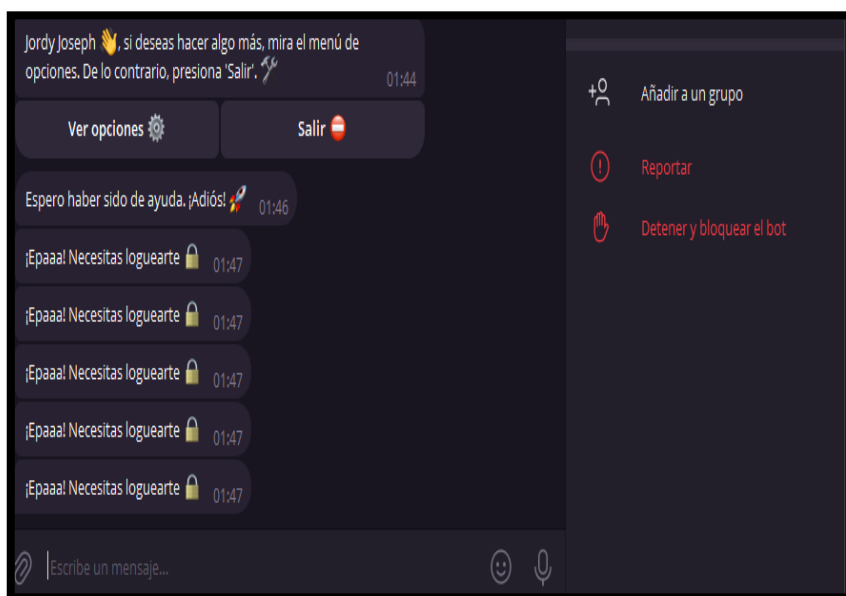 Jordy Joseph 👋, si deseas hacer algo más, mira el menú de
opciones. De lo contrario, presiona 'Salir'. 🛠️
01:44
Ver opciones ⚙️
Salir ⛔
Espero haber sido de ayuda. ¡Adiós! 🚀 01:46
¡Epaaa! Necesitas loguearte 🔒 01:47
¡Epaaa! Necesitas loguearte 🔒 01:47
¡Epaaa! Necesitas loguearte 🔒 01:47
¡Epaaa! Necesitas loguearte 🔒 01:47
¡Epaaa! Necesitas loguearte 🔒 01:47
Escribe un mensaje...
Añadir a un grupo
Reportar
Detener y bloquear el bot